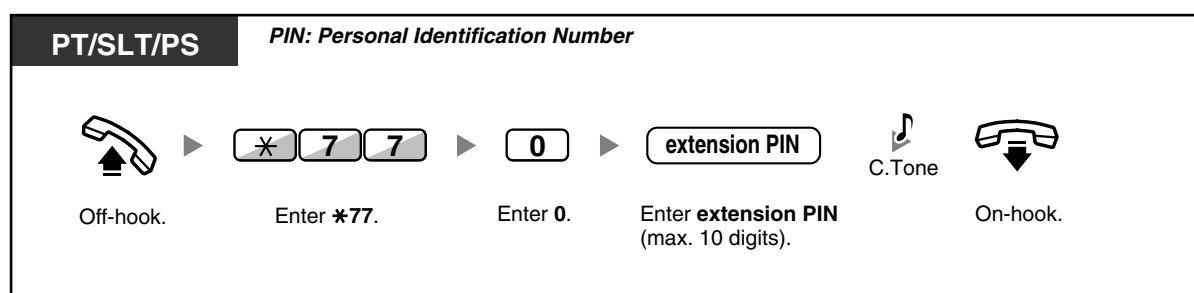 PT/SLT/PS
PIN: Personal Identification Number
* 7 7
0
extension PIN
C.Tone
Off-hook.
Enter *77.
Enter 0.
Enter extension PIN
(max. 10 digits).
On-hook.